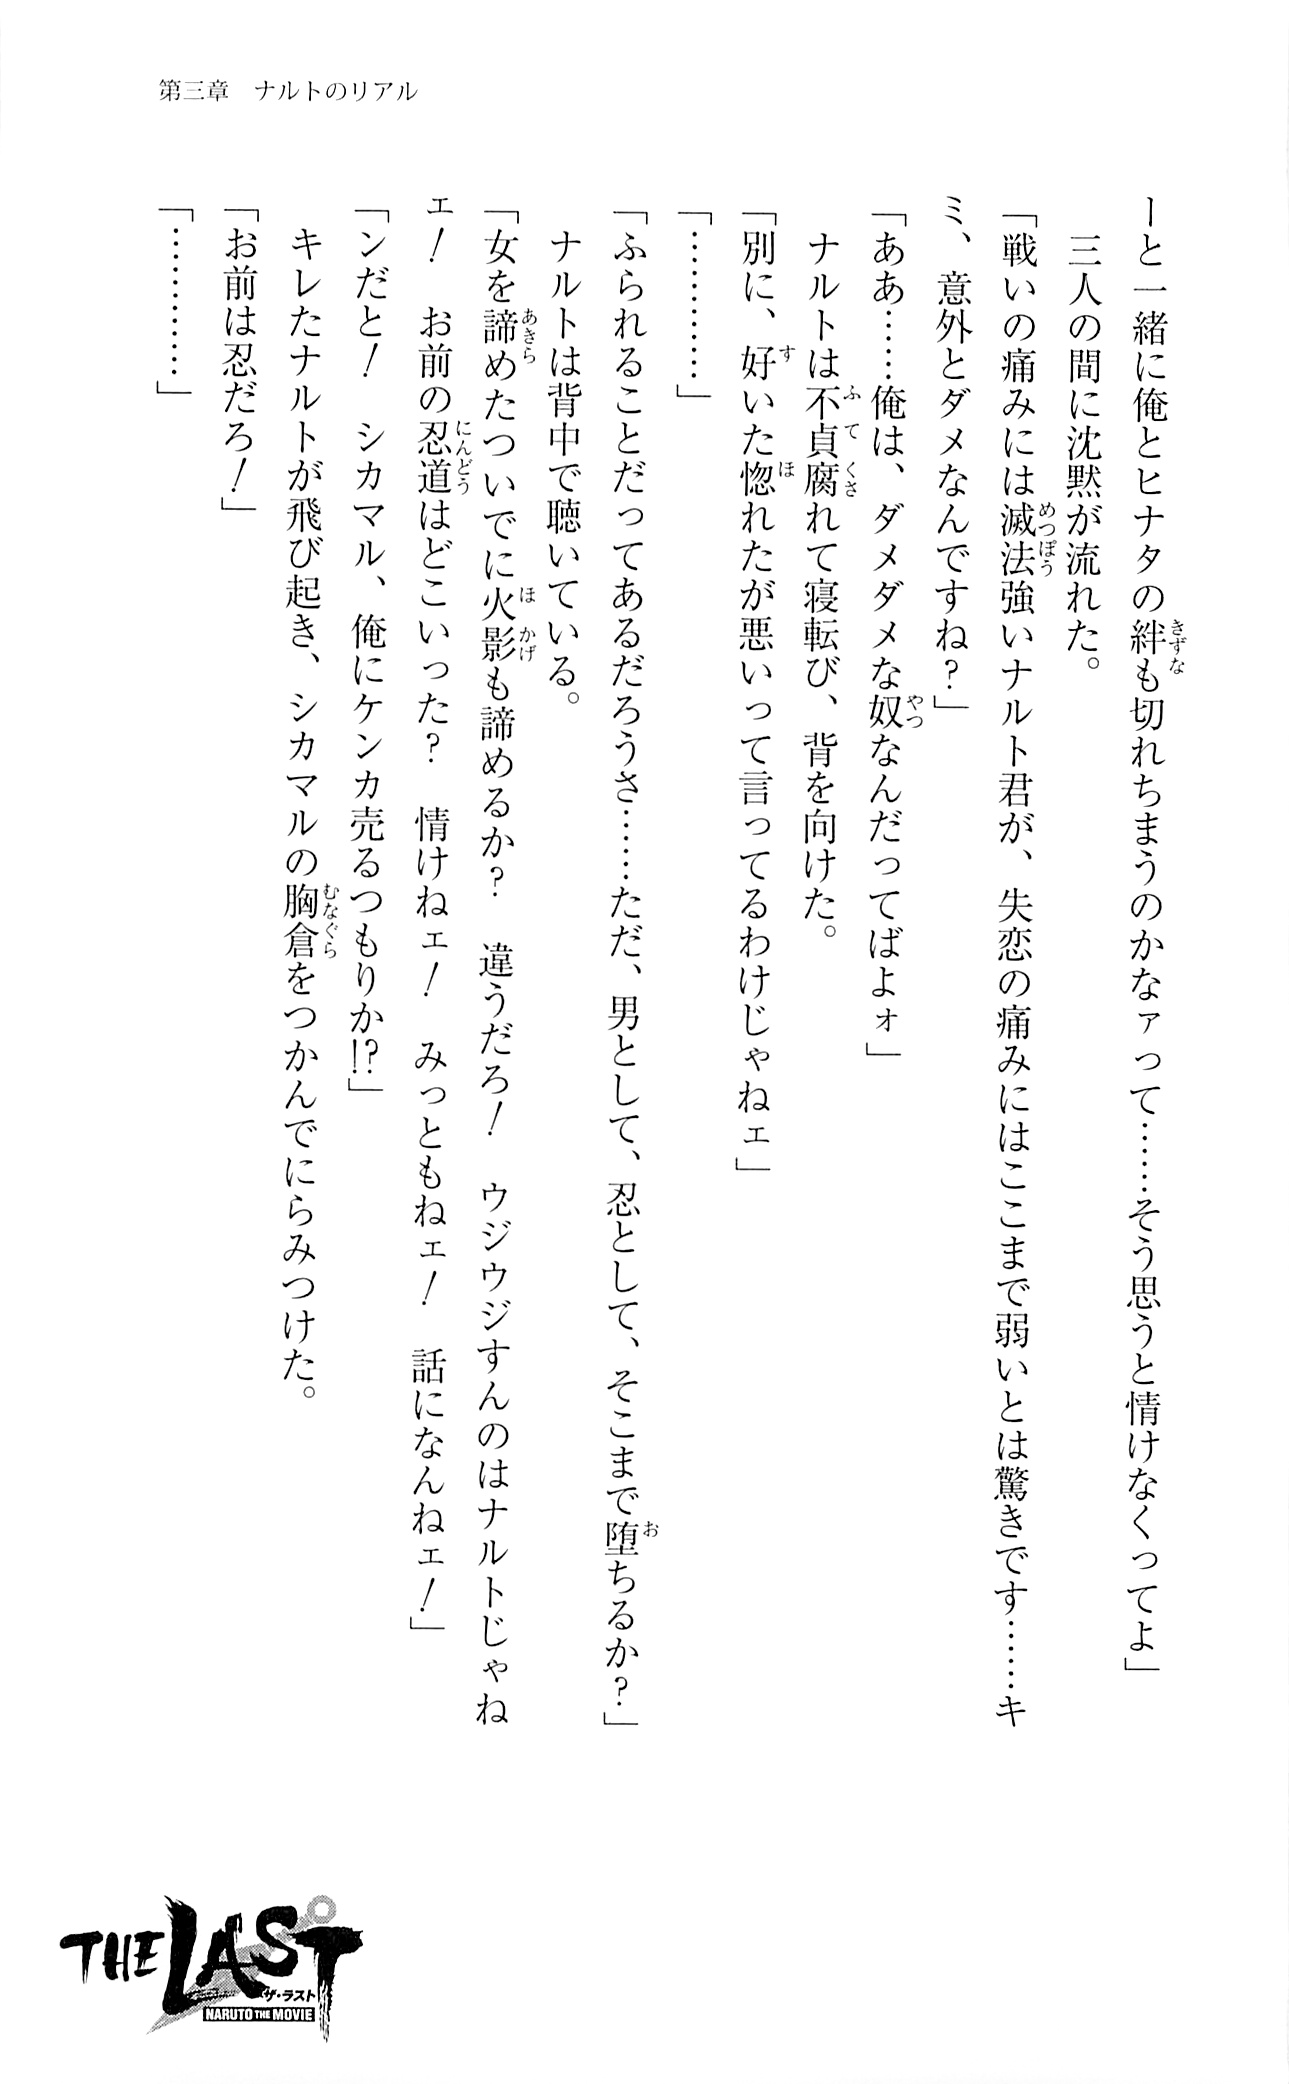 第三章　ナルトのリアル
ーと一緒に俺とヒナタの絆も切れちまうのかなァって……そう思うと情けなくってよ」
　三人の間に沈黙が流れた。
「戦いの痛みには滅法強いナルト君が、失恋の痛みにはここまで弱いとは驚きです……キ
ミ、意外とダメなんですね？」
「ああ……俺は、ダメダメな奴なんだってばよォ」
　ナルトは不貞腐れて寝転び、背を向けた。
「別に、好いた惚れたが悪いって言ってるわけじゃねェ」
「…………」
「ふられることだってあるだろうさ……ただ、男として、忍として、そこまで堕ちるか？」
　ナルトは背中で聴いている。
「女を諦めたついでに火影も諦めるか？　違うだろ！　ウジウジすんのはナルトじゃね
ェ！　お前の忍道はどこいった？　情けねェ！　みっともねェ！　話になんねェ！」
「ンだと！　シカマル、俺にケンカ売るつもりか!?」
　キレたナルトが飛び起き、シカマルの胸倉をつかんでにらみつけた。
「お前は忍だろ！」
「…………」
THE LAST
ザ・ラスト
NARUTO THE MOVIE